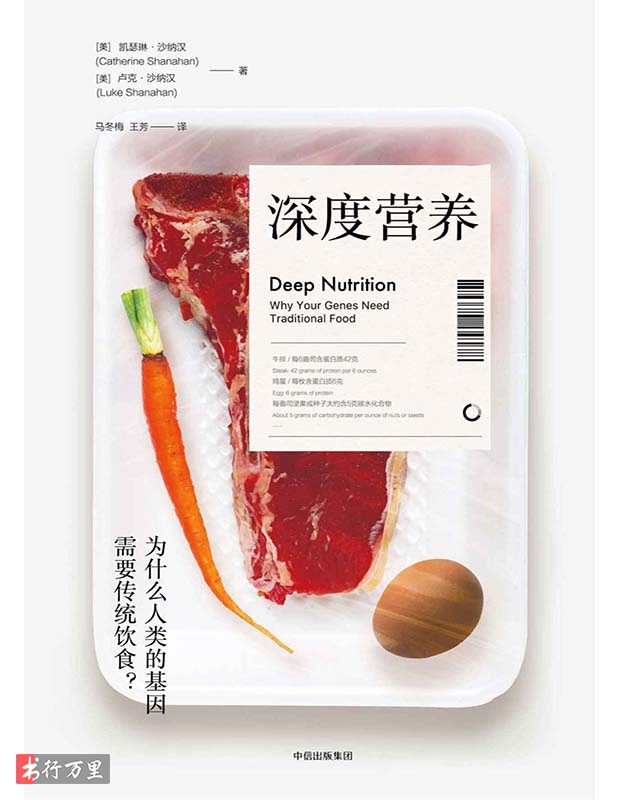 [美] 凯瑟琳·沙纳汉
(Catherine Shanahan)
[美] 卢克·沙纳汉
(Luke Shanahan)
—— 著
马冬梅 王芳——译
深度营养
Deep Nutrition
Why Your Genes Need
Traditional Food
牛排 / 每6盎司含蛋白质42克
Steak: 42 grams of protein per 6 ounces
鸡蛋 / 每枚含蛋白质6克
Egg: 6 grams of protein
每盎司坚果或种子大约含5克碳水化合物
About 5 grams of carbohydrate per ounce of nuts or seeds
......
为什么人类的基因
需要传统饮食？
中信出版集团
书行万里